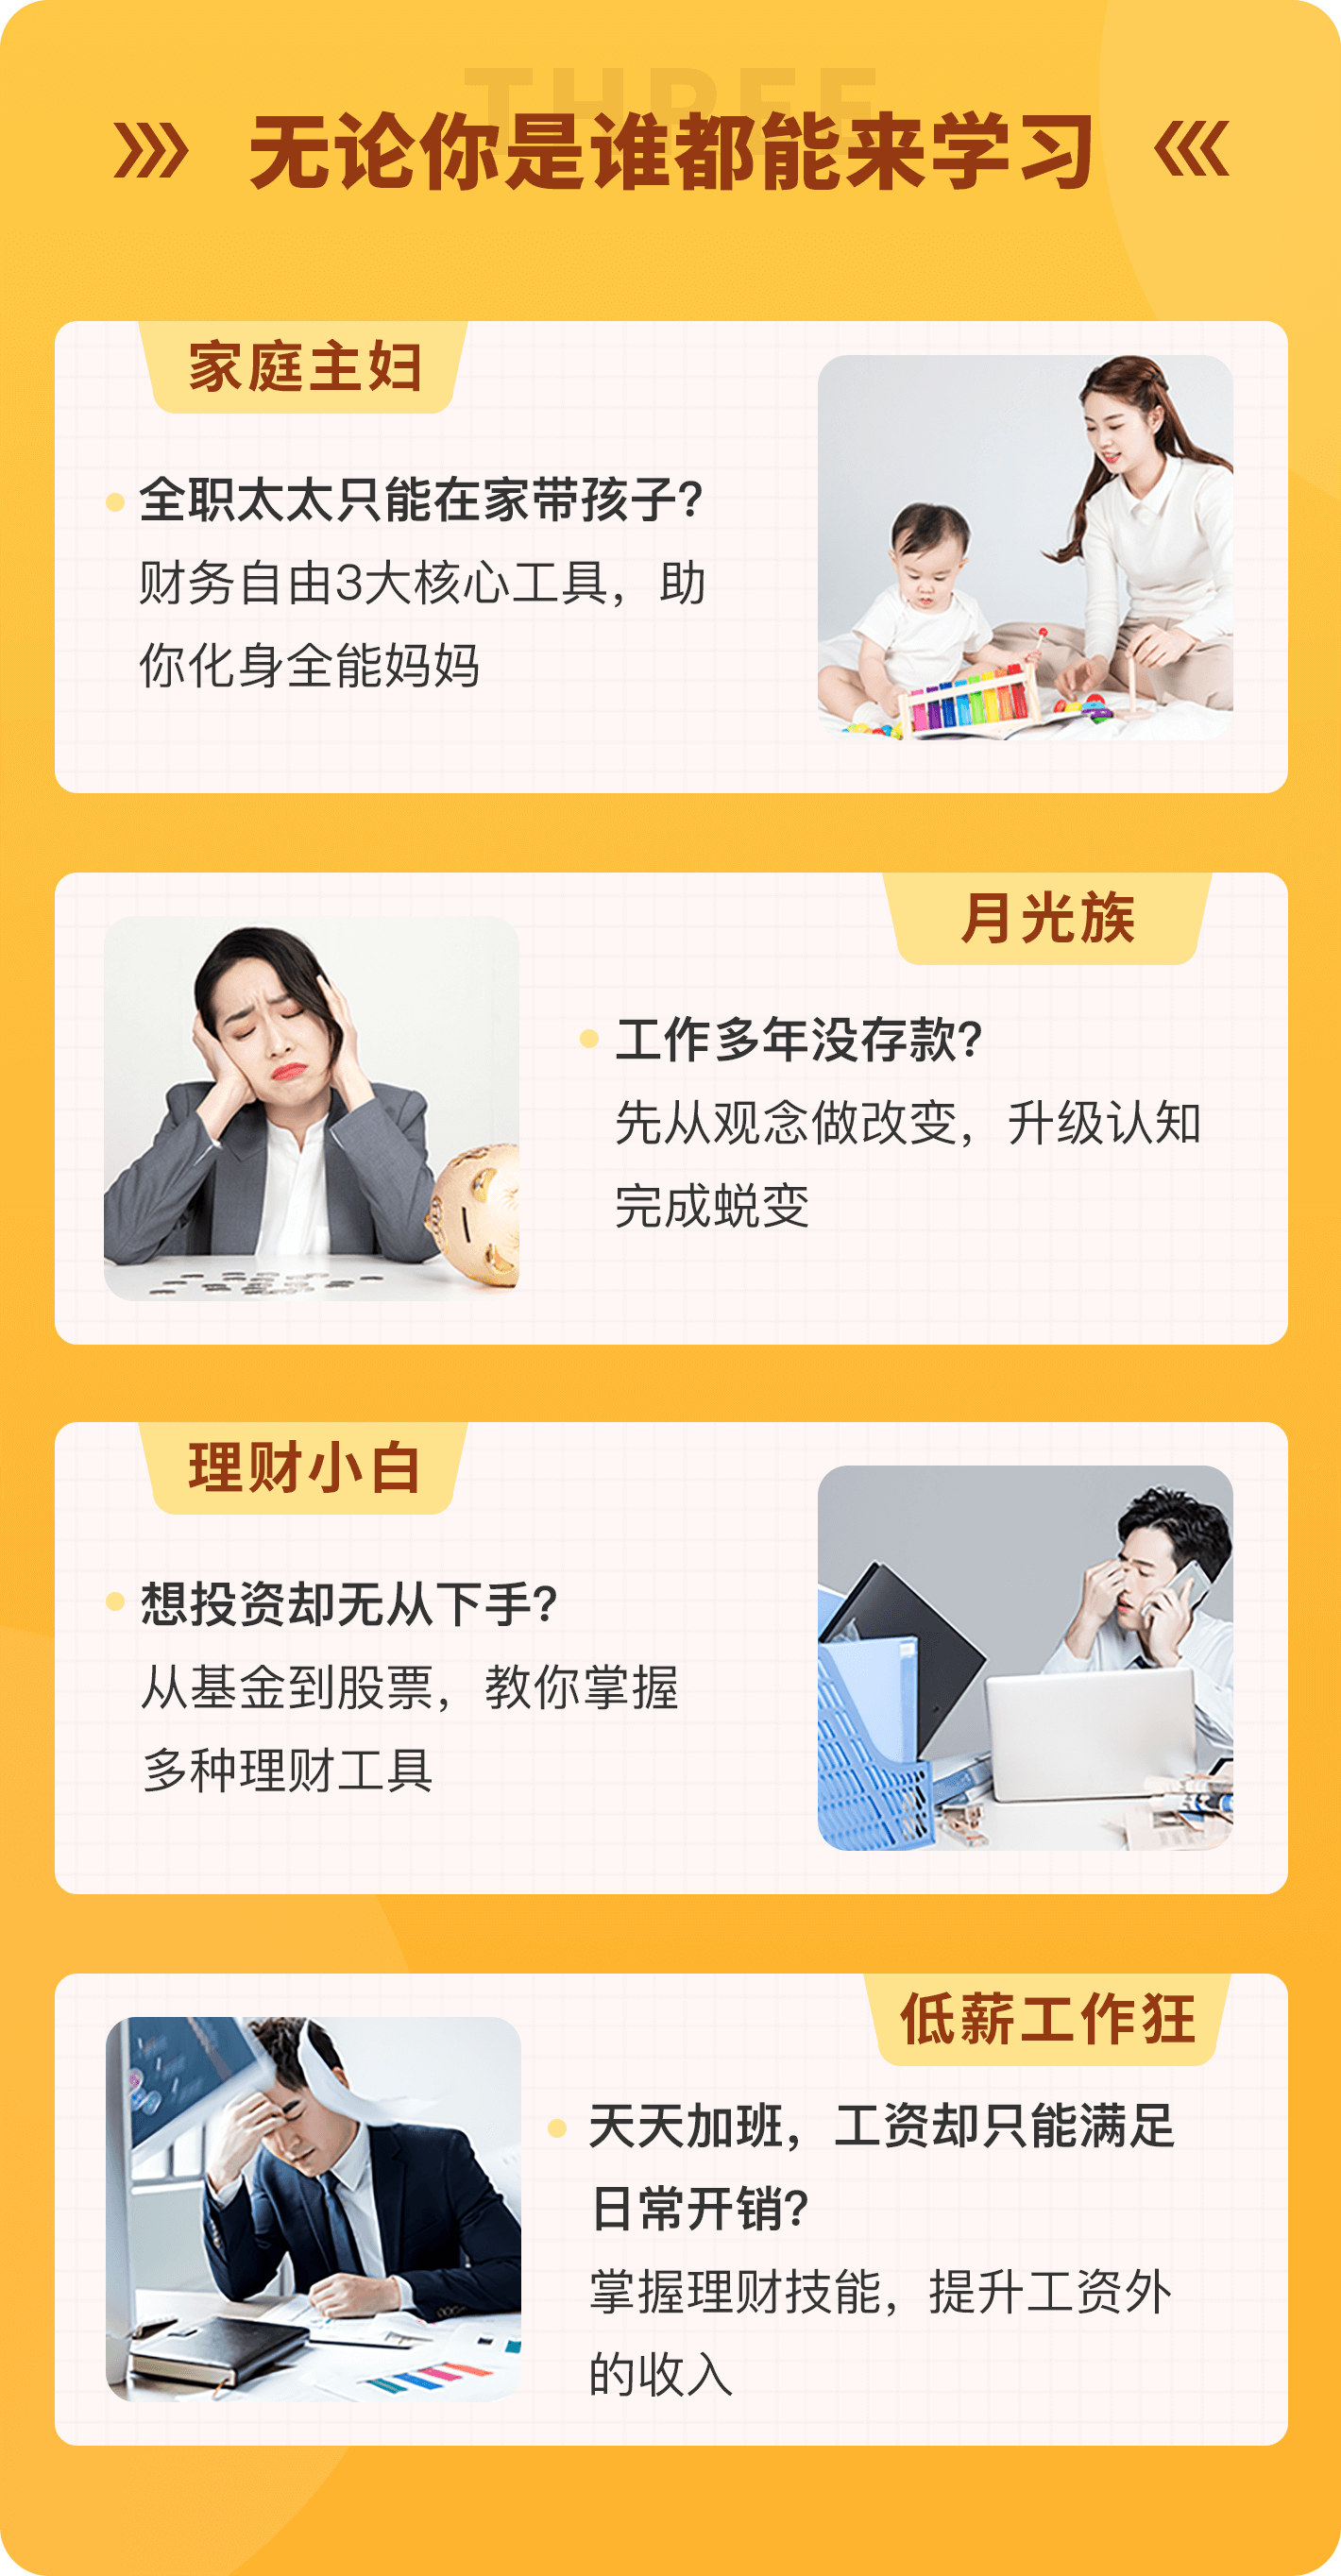 THREE
无论你是谁都能来学习
家庭主妇
全职太太只能在家带孩子?
财务自由3大核心工具，助
你化身全能妈妈
月光族
工作多年没存款?
先从观念做改变，升级认知
完成蜕变
理财小白
想投资却无从下手?
从基金到股票，教你掌握
多种理财工具
低薪工作狂
天天加班，工资却只能满足
日常开销?
掌握理财技能，提升工资外
的收入